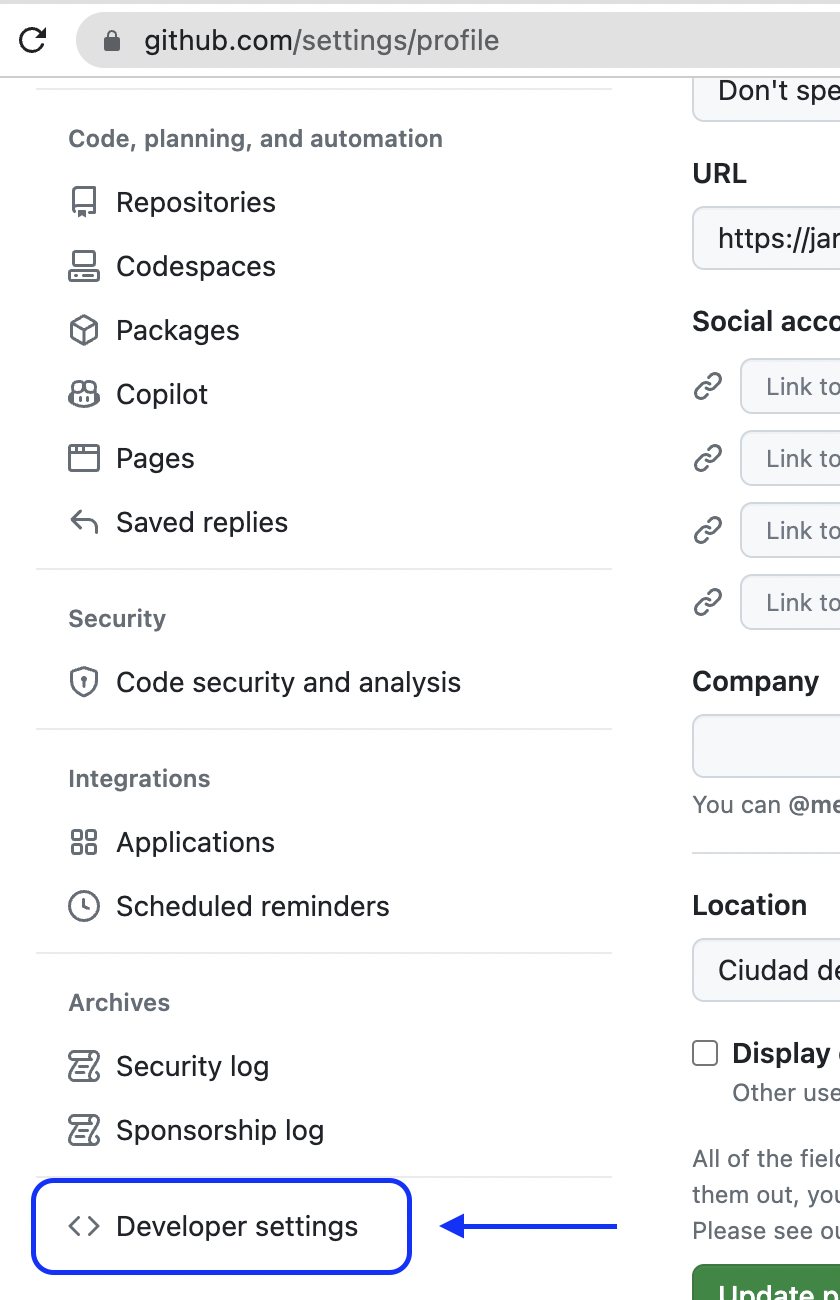 github.com/settings/profile
Code, planning, and automation
Repositories
Codespaces
Packages
Copilot
Pages
Saved replies
Security
Code security and analysis
Integrations
Applications
Scheduled reminders
Archives
Security log
Sponsorship log
Developer settings
Don't spe
URL
https://jar
Social acco
Link to
Link to
Link to
Link to
Company
You can @me
Location
Ciudad de
Display
Other use
All of the field
them out, you
Please see ou
Update